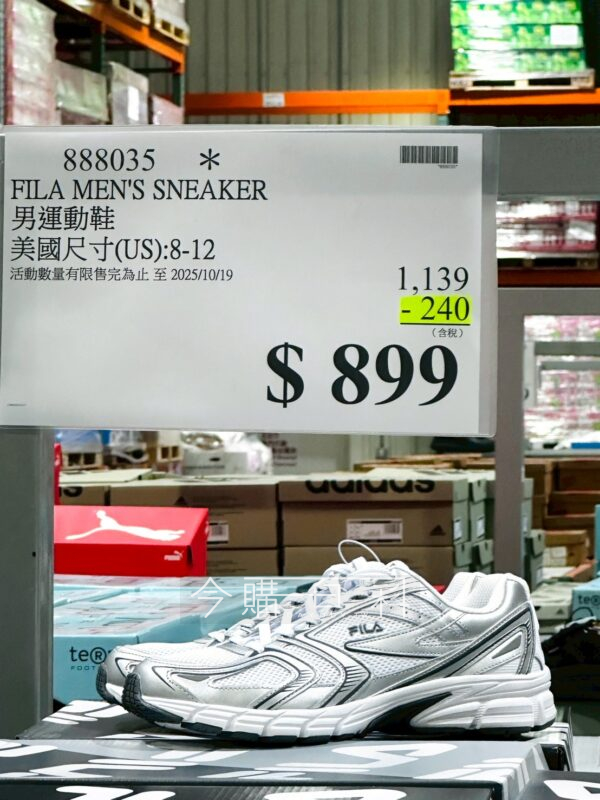 888035 *
FILA MEN'S SNEAKER
男運動鞋
美國尺寸(US):8-12
活動數量有限售完為止 至 2025/10/19
1,139
- 240
(含稅)
$ 899
adidas
PUMA
FILA